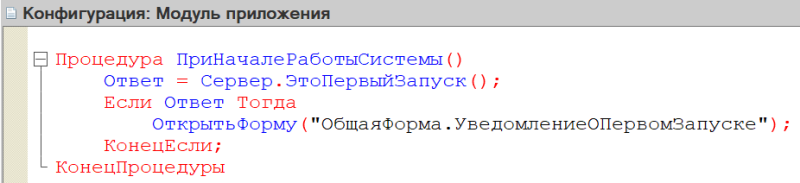 Конфигурация: Модуль приложения
Процедура ПриНачалеРаботыСистемы()
Ответ = Сервер.ЭтоПервыйЗапуск();
Если Ответ Тогда
ОткрытьФорму("ОбщаяФорма.УведомлениеОПервомЗапуске");
КонецЕсли;
КонецПроцедуры